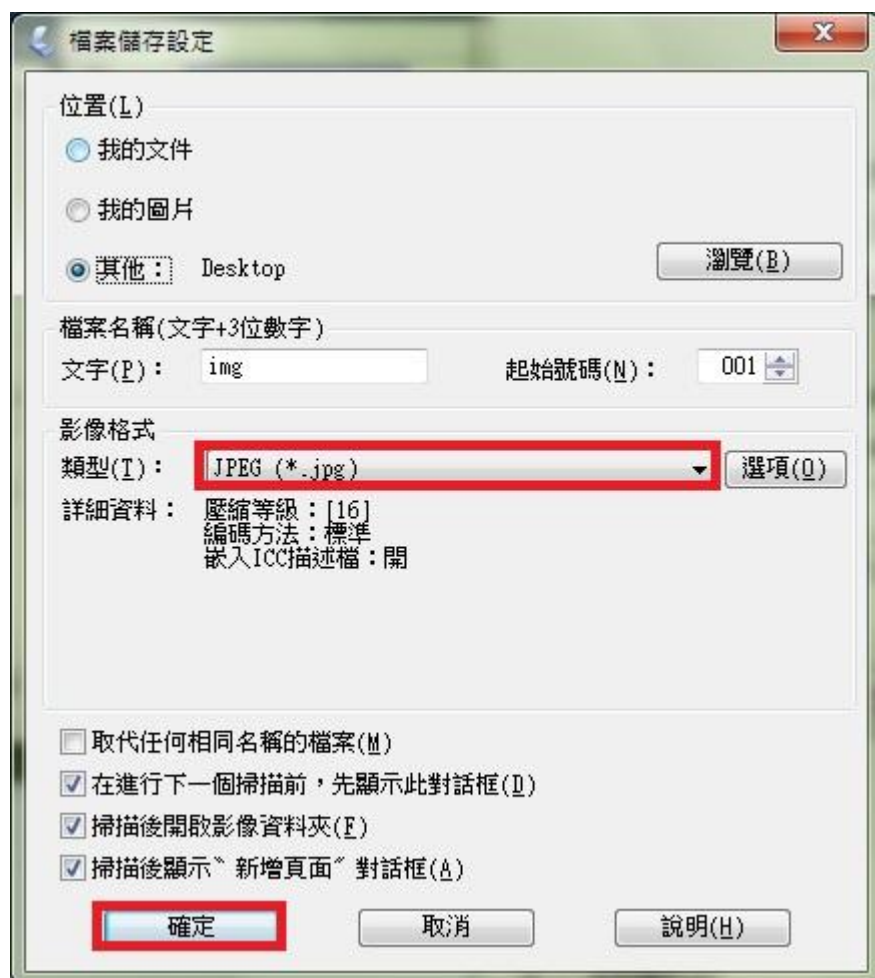 檔案儲存設定
位置(L)
我的文件
我的圖片
其他： Desktop
瀏覽(B)
檔案名稱(文字+3位數字)
文字(P)： img 起始號碼(N)： 001
影像格式
類型(T)： JPEG (*.jpg) 選項(O)
詳細資料： 壓縮等級：[16]
編碼方法：標準
嵌入ICC描述檔：開
取代任何相同名稱的檔案(M)
在進行下一個掃描前，先顯示此對話框(D)
掃描後開啟影像資料夾(F)
掃描後顯示〝新增頁面〞對話框(A)
確定 取消 說明(H)